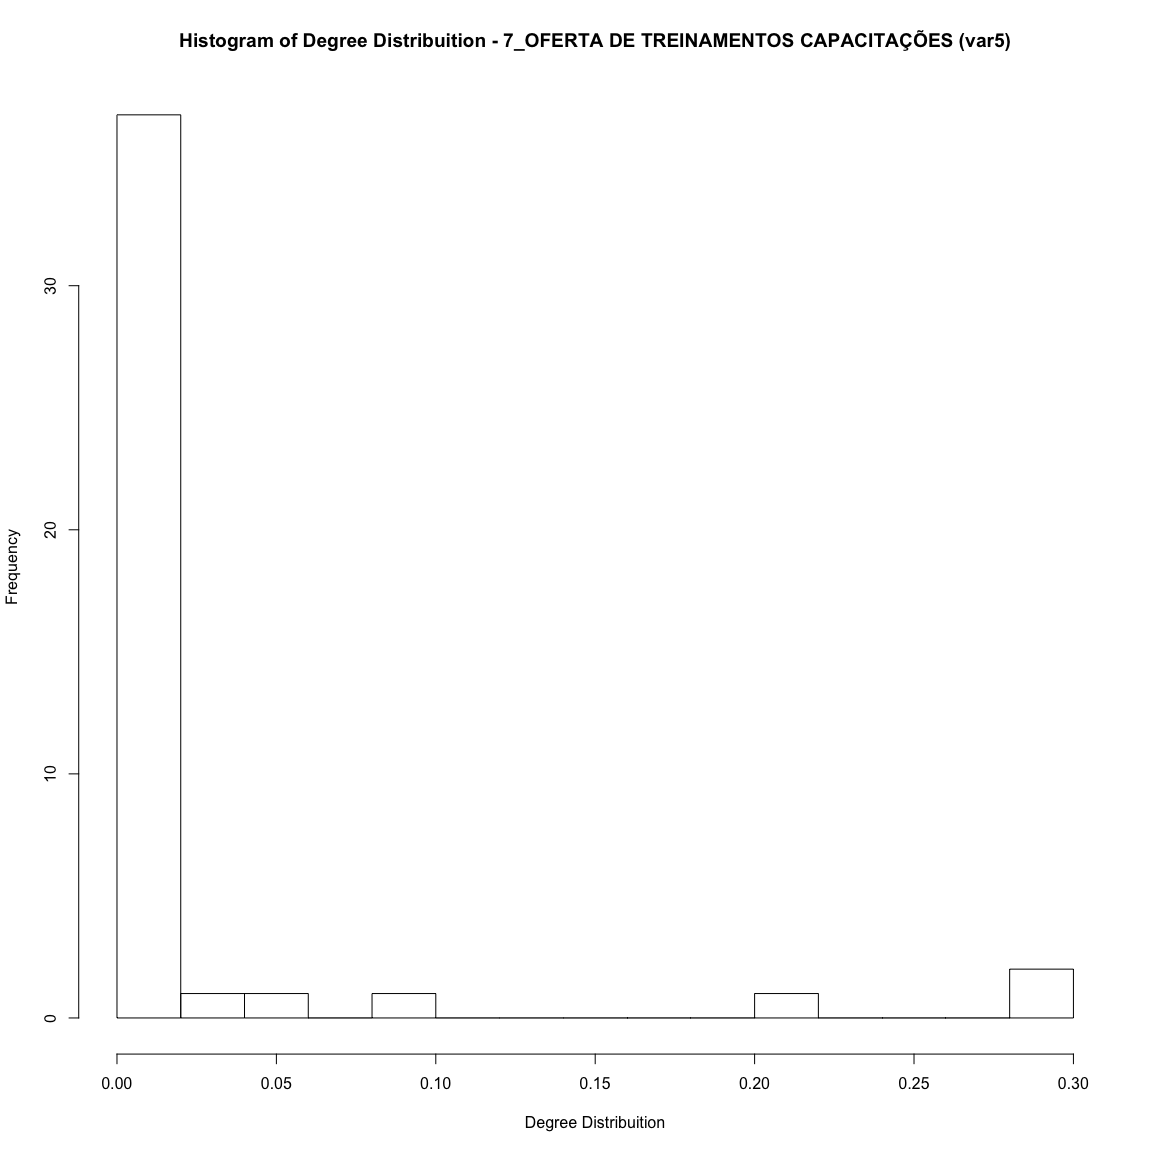 Histogram of Degree Distribuition - 7_OFERTA DE TREINAMENTOS CAPACITAÇÕES (var5)
Frequency
30
20
10
0
0.00 0.05 0.10 0.15 0.20 0.25 0.30
Degree Distribuition